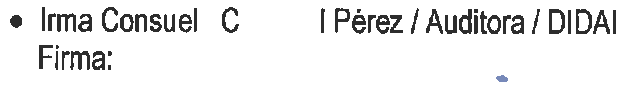 • Irma Consuel C l Pérez / Auditora / DIDAI
Firma: